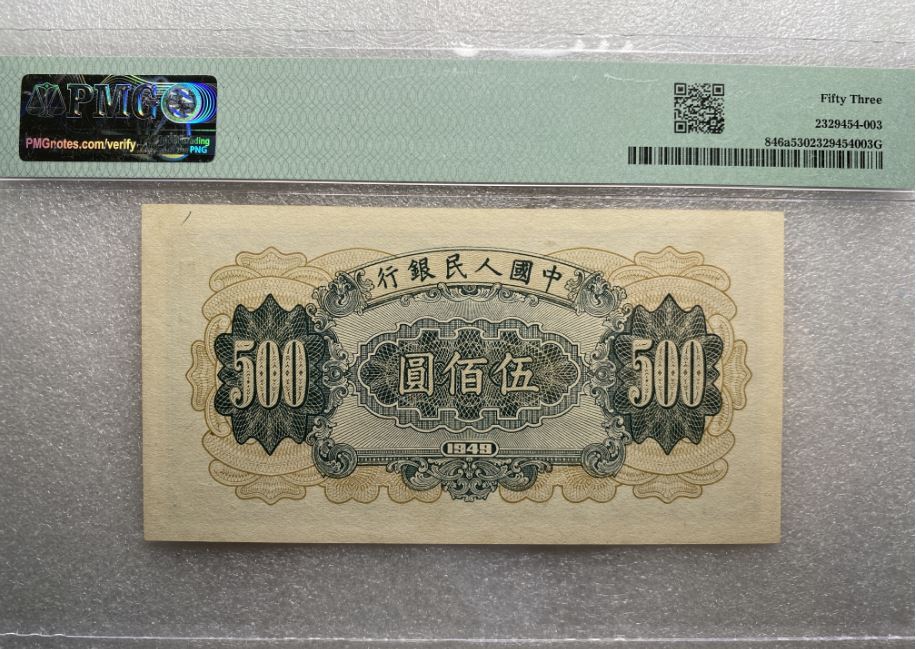 PMG
PMGnotes.com/verify
PNG
Fifty Three
2329454-003
846a5302329454003G
行銀民人國中
500
圓佰伍
500
1949